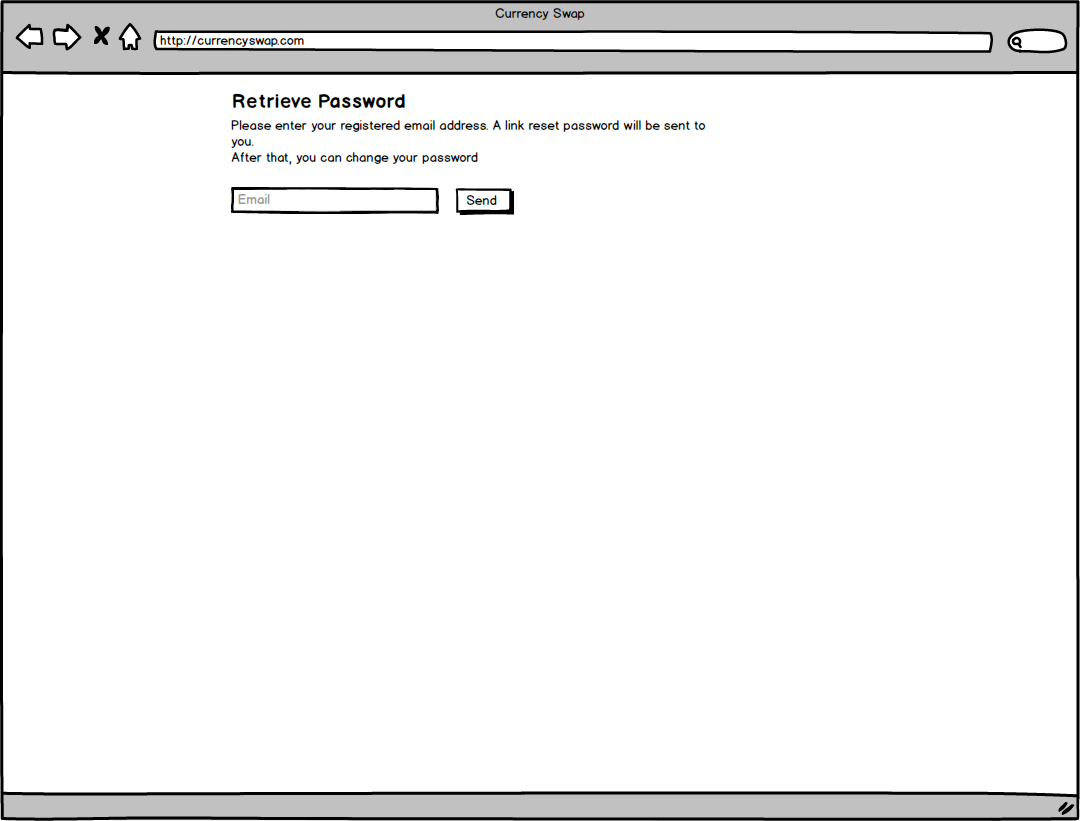 Currency Swap
http://currencyswap.com
Retrieve Password
Please enter your registered email address. A link reset password will be sent to
you.
After that, you can change your password
Email
Send